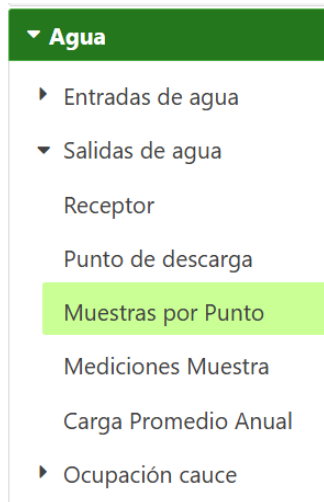 Agua
Entradas de agua
Salidas de agua
Receptor
Punto de descarga
Muestras por Punto
Mediciones Muestra
Carga Promedio Anual
Ocupación cauce